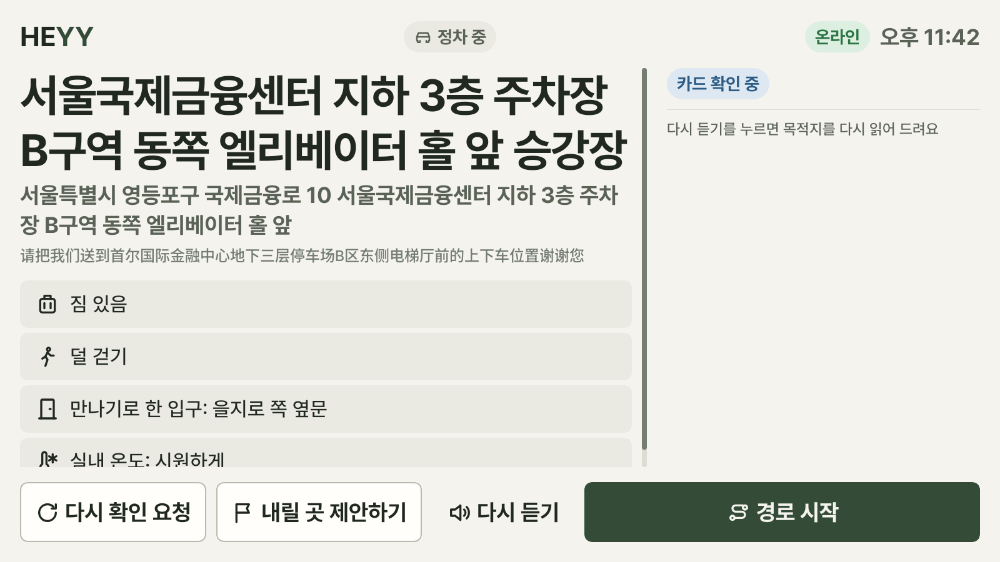 HEYY
정차 중
온라인
오후 11:42
서울국제금융센터 지하 3층 주차장
B구역 동쪽 엘리베이터 홀 앞 승강장
서울특별시 영등포구 국제금융로 10 서울국제금융센터 지하 3층 주차
장 B구역 동쪽 엘리베이터 홀 앞
请把我们送到首尔国际金融中心地下三层停车场B区东侧电梯厅前的上下车位置谢谢您
짐 있음
덜 걷기
만나기로 한 입구: 을지로 쪽 옆문
실내 온도: 시원하게
카드 확인 중
다시 듣기를 누르면 목적지를 다시 읽어 드려요
다시 확인 요청
내릴 곳 제안하기
다시 듣기
경로 시작